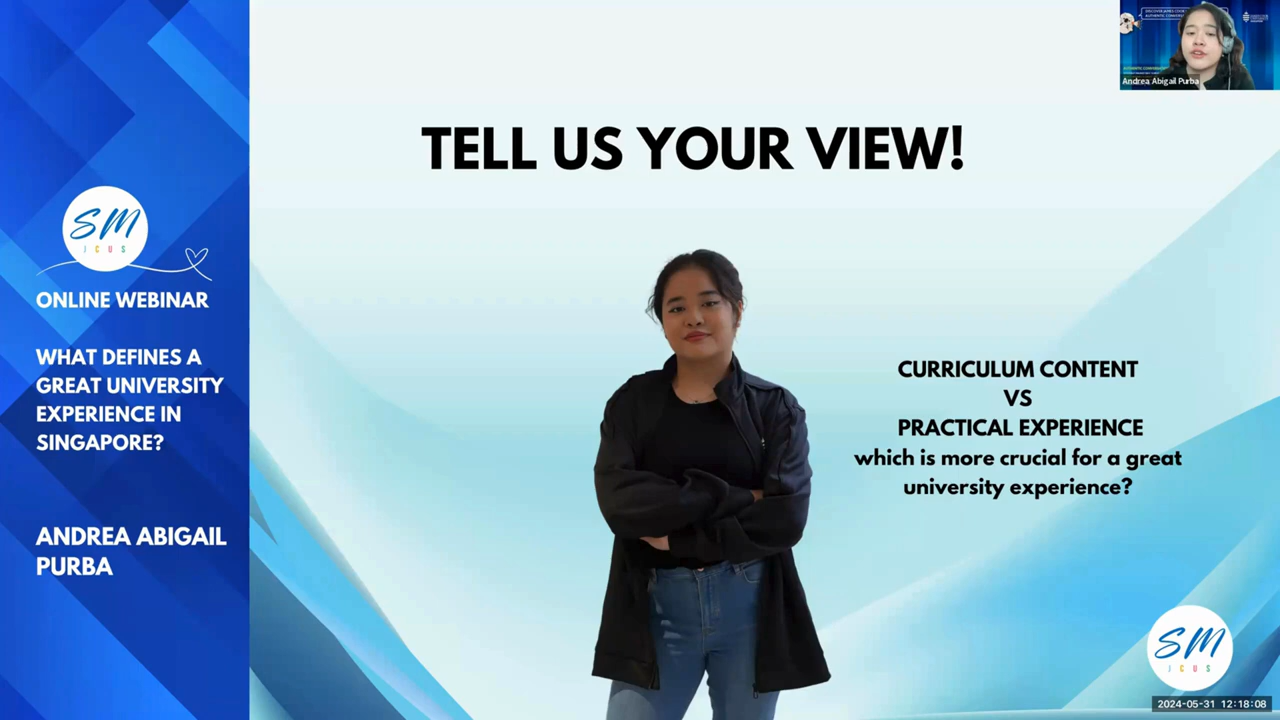 SM
JCUS
ONLINE WEBINAR
WHAT DEFINES A
GREAT UNIVERSITY
EXPERIENCE IN
SINGAPORE?
ANDREA ABIGAIL
PURBA
TELL US YOUR VIEW!
CURRICULUM CONTENT
VS
PRACTICAL EXPERIENCE
which is more crucial for a great
university experience?
Andrea Abigail Purba
SM
JCUS
2024-05-31 12:18:08